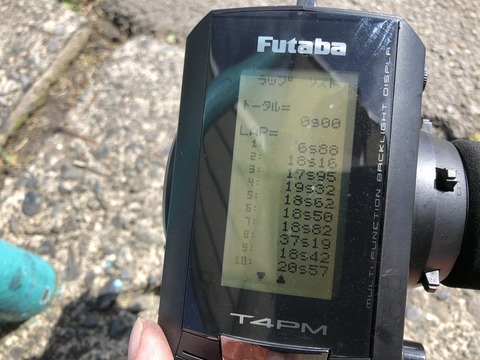 Futaba
ラップ リスト
トータル=
0s00
LAP=
1: 6s88
2: 18s16
3: 17s95
4: 19s32
5: 18s62
6: 18s50
7: 18s82
8: 37s19
9: 18s42
10: 20s57
T4PM
MULTI FUNCTION BACKLIGHT DISPLAY